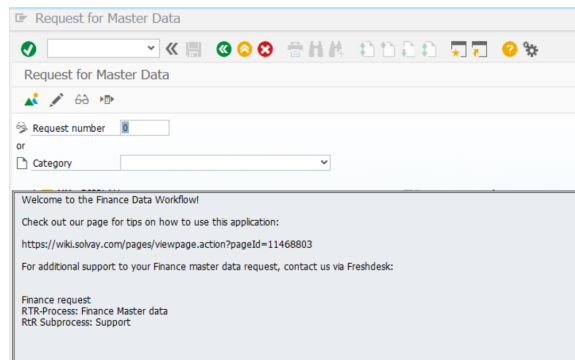 Request for Master Data
Request for Master Data
Request number 0
or
Category
Welcome to the Finance Data Workflow!
Check out our page for tips on how to use this application:
https://wiki.solvay.com/pages/viewpage.action?pageId=11468803
For additional support to your Finance master data request, contact us via Freshdesk:
Finance request
RTR-Process: Finance Master data
RtR Subprocess: Support